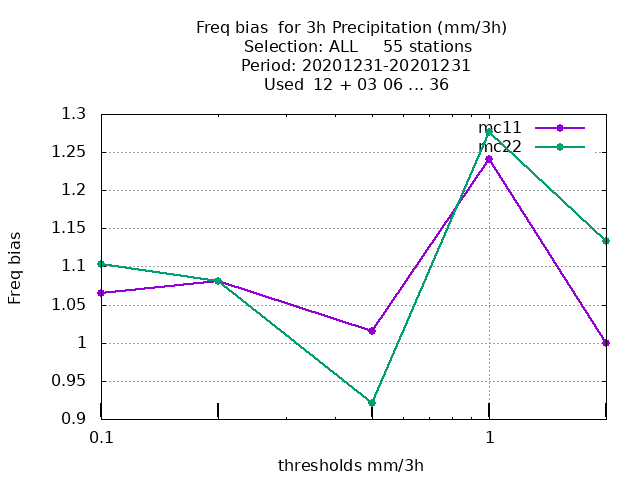 Freq bias  for 3h Precipitation (mm/3h)
Selection: ALL     55 stations
Period: 20201231-20201231
Used  12 + 03 06 ... 36
1.3
1.25
1.2
1.15
1.1
1.05
1
0.95
0.9
Freq bias
mc11
mc22
0.1
1
thresholds mm/3h